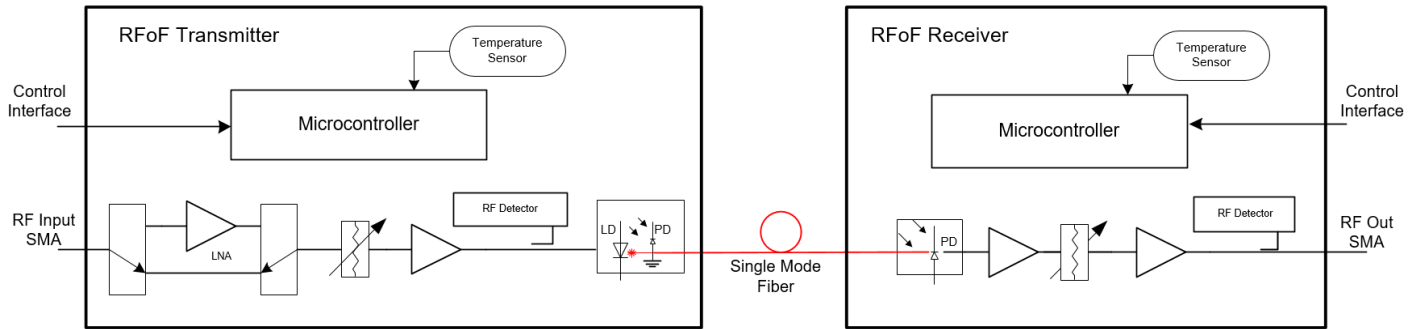 RFoF Transmitter
Temperature
Sensor
Control
Interface
Microcontroller
RF Input
SMA
LNA
RF Detector
LD
PD
Single Mode
Fiber
RFoF Receiver
Temperature
Sensor
Control
Interface
Microcontroller
PD
RF Detector
RF Out
SMA